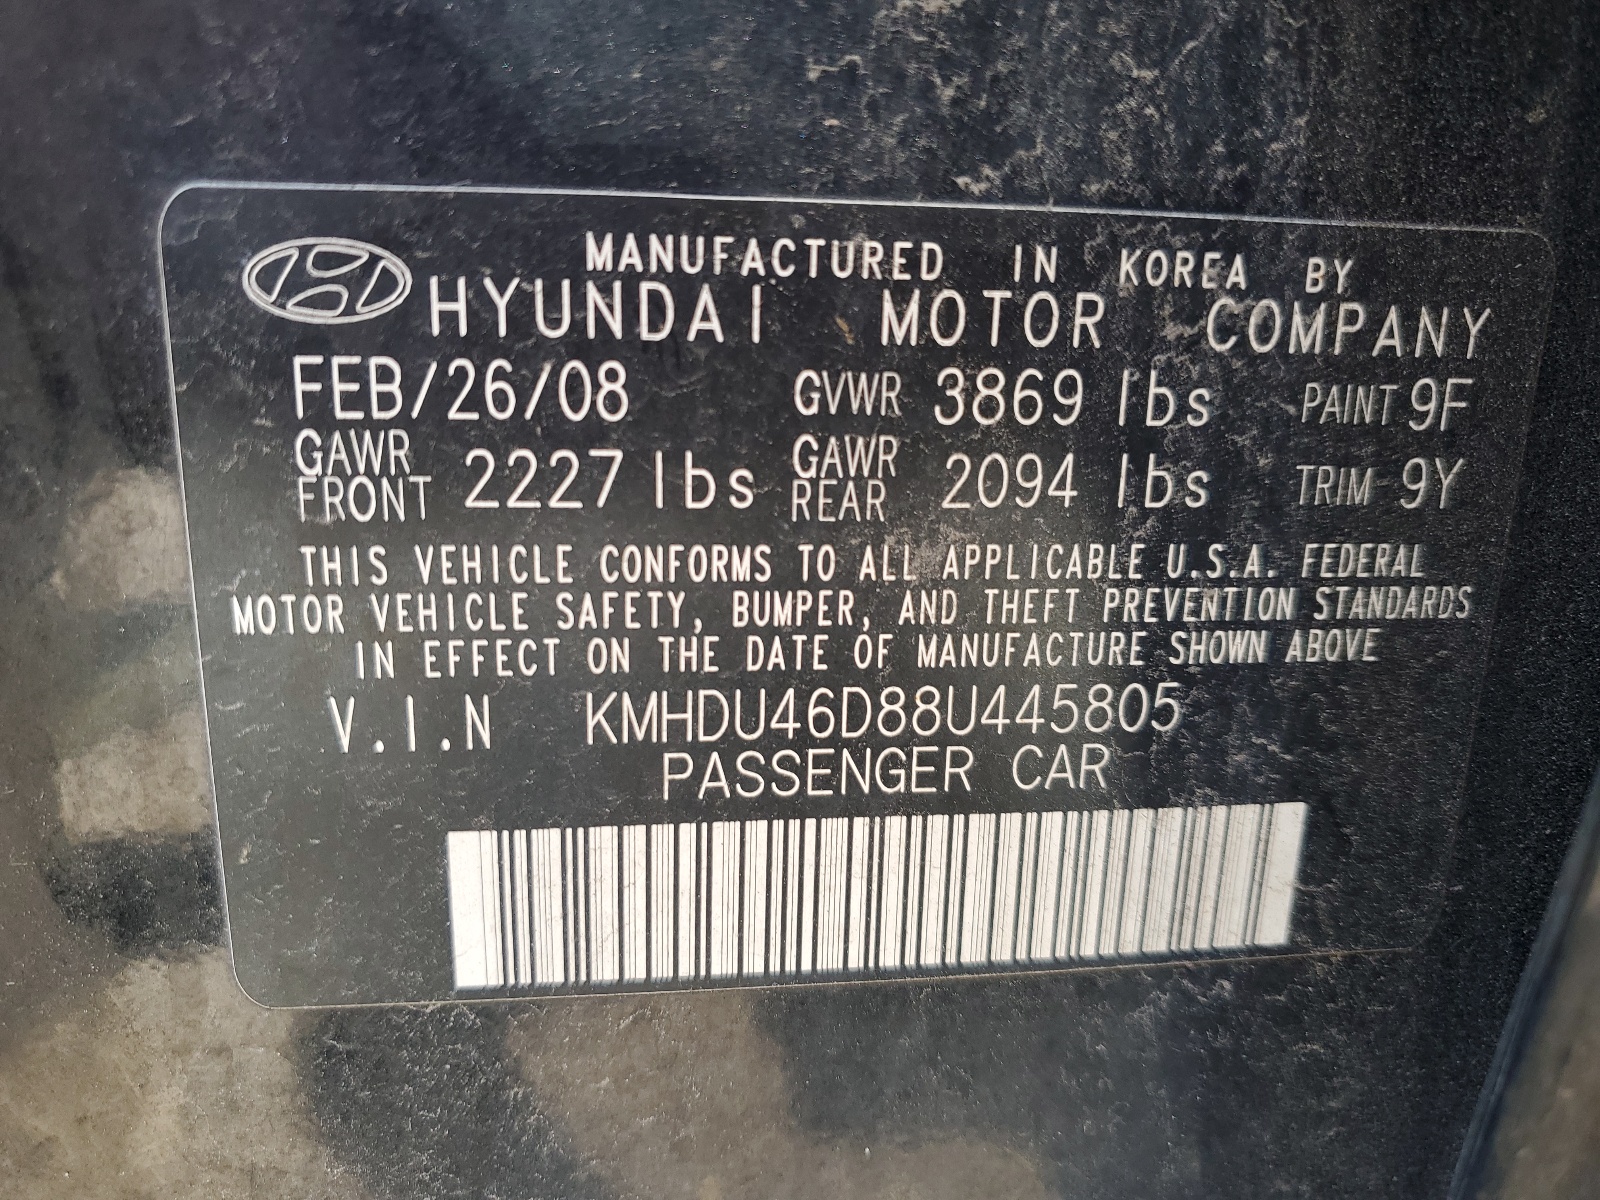 MANUFACTURED IN KOREA BY
HYUNDAI MOTOR COMPANY
FEB/26/08 GVWR 3869 lbs PAINT 9F
GAWR FRONT 2227 lbs GAWR REAR 2094 lbs TRIM 9Y
THIS VEHICLE CONFORMS TO ALL APPLICABLE U.S.A. FEDERAL
MOTOR VEHICLE SAFETY, BUMPER, AND THEFT PREVENTION STANDARDS
IN EFFECT ON THE DATE OF MANUFACTURE SHOWN ABOVE
V.I.N KMHDU46D88U445805
PASSENGER CAR